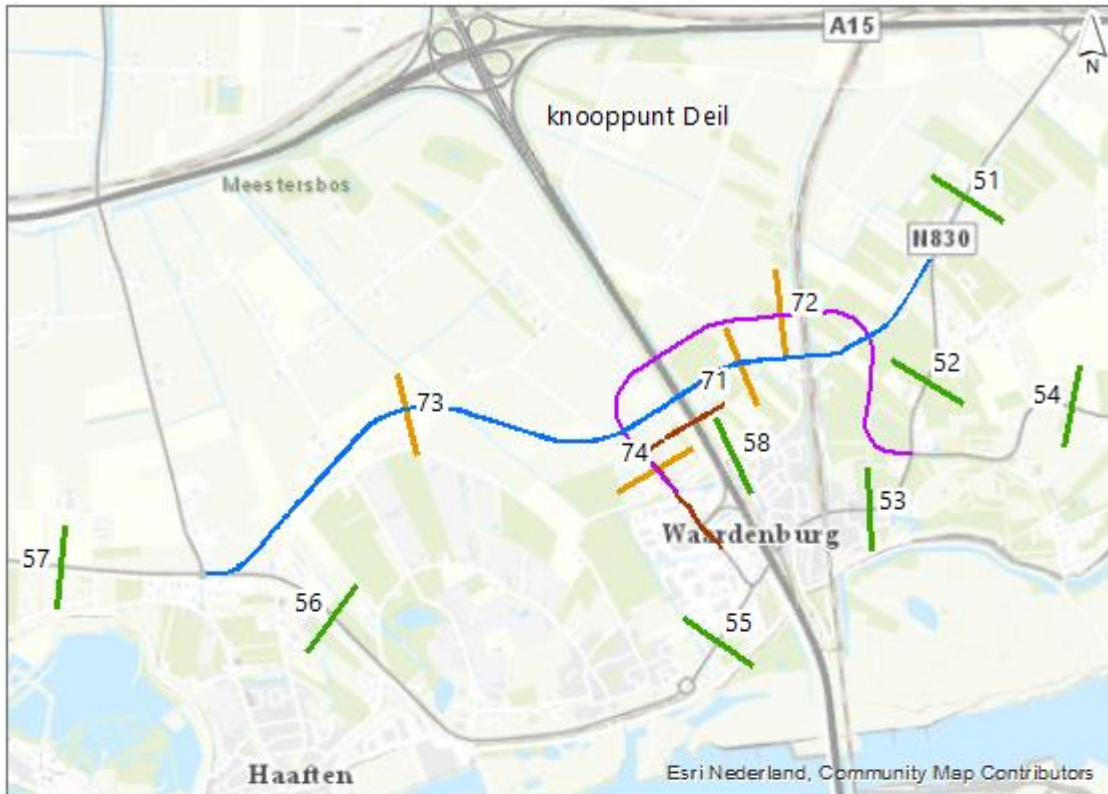 A15
N
knooppunt Deil
Meestersbos
51
N830
72
52
71
73
54
58
74
53
Waardenburg
57
56
55
Haaften
Esri Nederland, Community Map Contributors